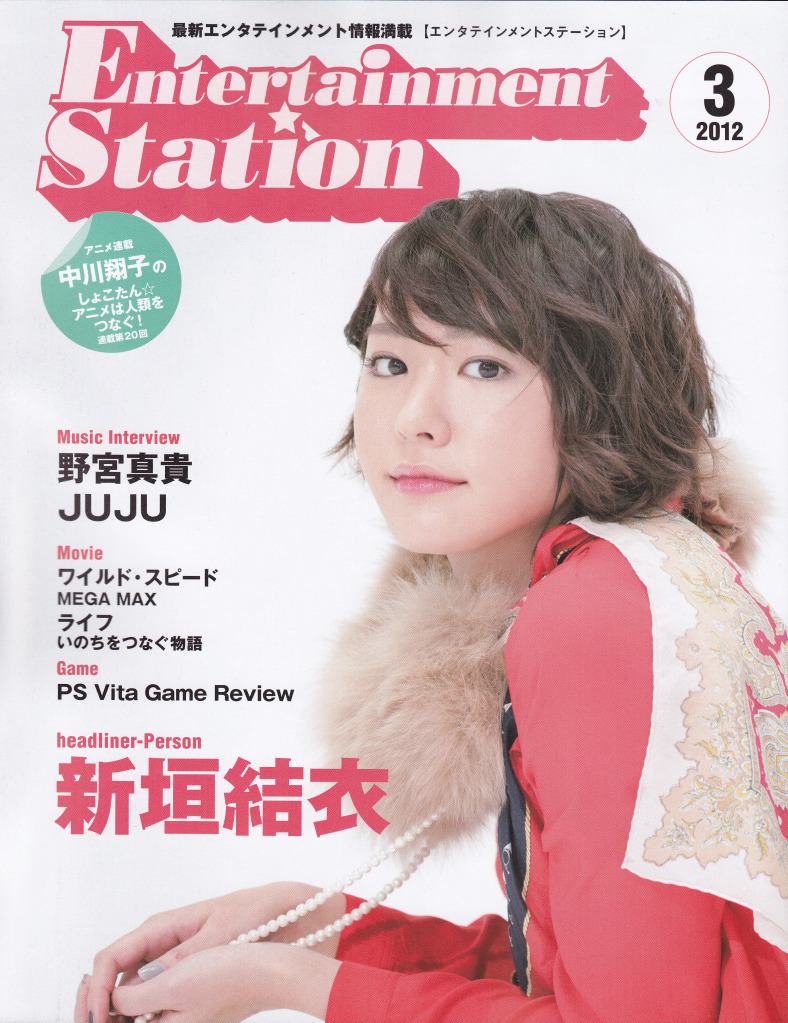 最新エンタテインメント情報満載【エンタテインメントステーション】
Entertainment
Station
3
2012
アニメ連載
中川翔子の
しょこたん☆
アニメは人類を
つなぐ!
連載第20回
Music Interview
野宮真貴
JUJU
Movie
ワイルド・スピード
MEGA MAX
ライフ
いのちをつなぐ物語
Game
PS Vita Game Review
headliner-Person
新垣結衣